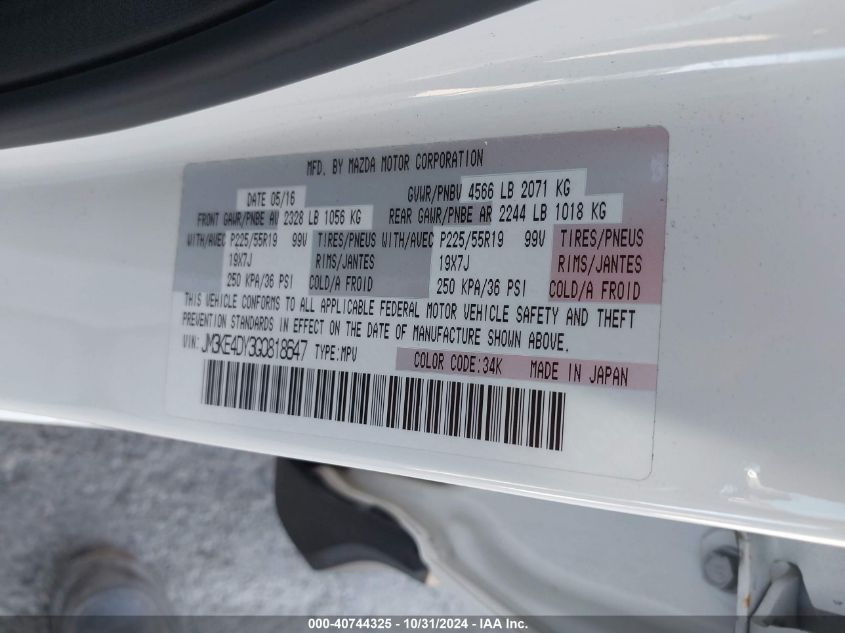 MFD. BY MAZDA MOTOR CORPORATION
DATE 05/16 GVWR/PNBV 4566 LB 2071 KG
FRONT GAWR/PNBE AV 2328 LB 1056 KG REAR GAWR/PNBE AR 2244 LB 1018 KG
WITH/AVEC P225/55R19 99V TIRES/PNEUS WITH/AVEC P225/55R19 99V TIRES/PNEUS
19X7J RIMS/JANTES 19X7J RIMS/JANTES
250 KPA/36 PSI COLD/A FROID 250 KPA/36 PSI COLD/A FROID
THIS VEHICLE CONFORMS TO ALL APPLICABLE FEDERAL MOTOR VEHICLE SAFETY AND THEFT
PREVENTION STANDARDS IN EFFECT ON THE DATE OF MANUFACTURE SHOWN ABOVE.
VIN: JM3KE4DY3G0818647 TYPE:MPV
COLOR CODE:34K MADE IN JAPAN
000-40744325 - 10/31/2024 - Copyright © 2024 IAA, Inc. All Rights Reserved.